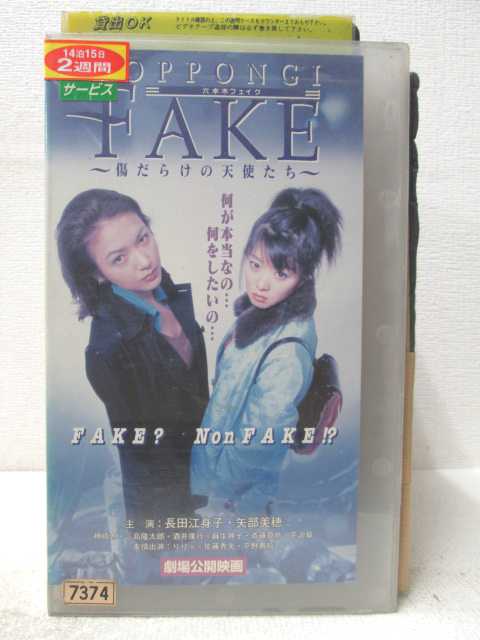 貸出OK
14泊15日
2週間
サービス
ROPPONGI
六本木フェイク
FAKE
～傷だらけの天使たち～
何が本当なの…
何をしたいの…
FAKE? Non FAKE!?
主 演：長田江身子・矢部美穂
劇場公開映画
7374